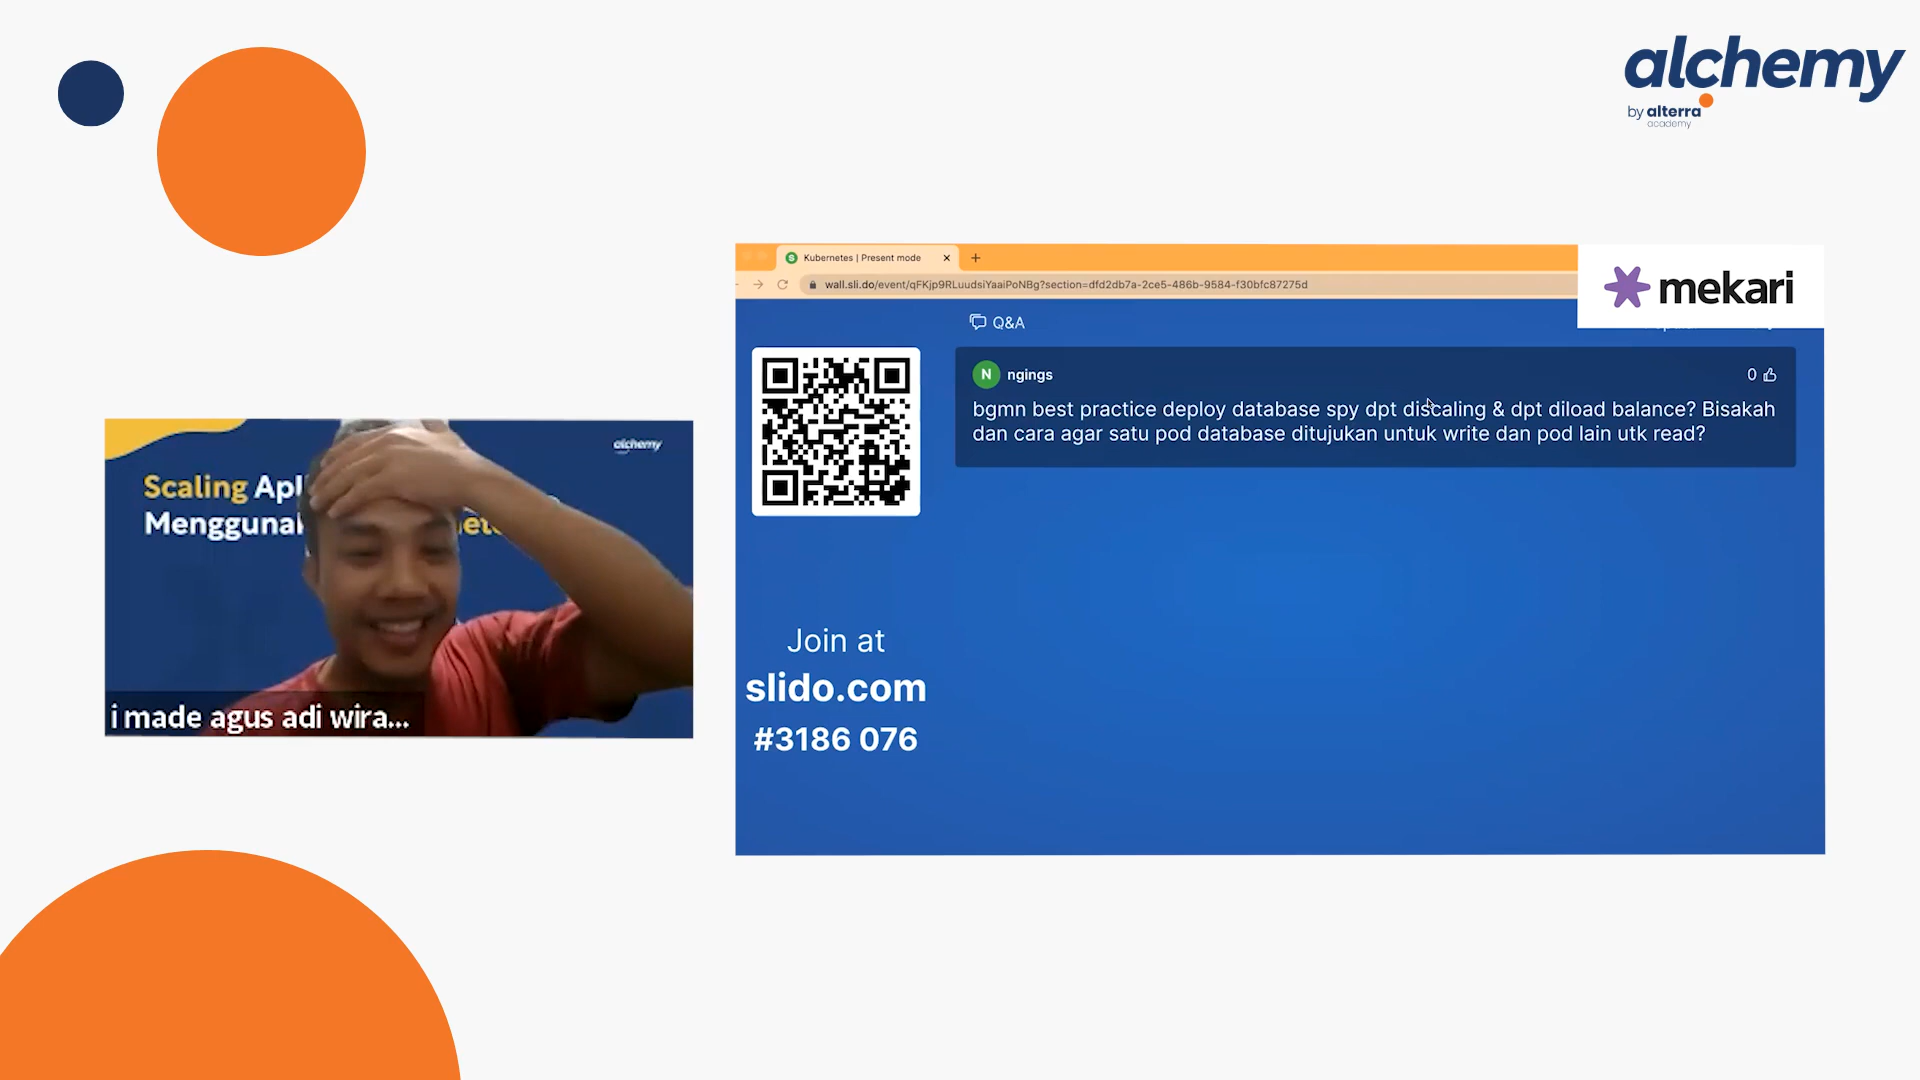 alchemy
by alterra
academy
Kubernetes | Present mode
wall.sli.do/event/qFKjp9RLuudsiYaaiPoNBg?section=dfd2db7a-2ce5-486b-9584-f30bfc87275d
mekari
Q&A
N ngings
0
bgmn best practice deploy database spy dpt discaling & dpt diload balance? Bisakah
dan cara agar satu pod database ditujukan untuk write dan pod lain utk read?
alchemy
Scaling Apl
Menggunak
i made agus adi wira...
Join at
slido.com
#3186 076